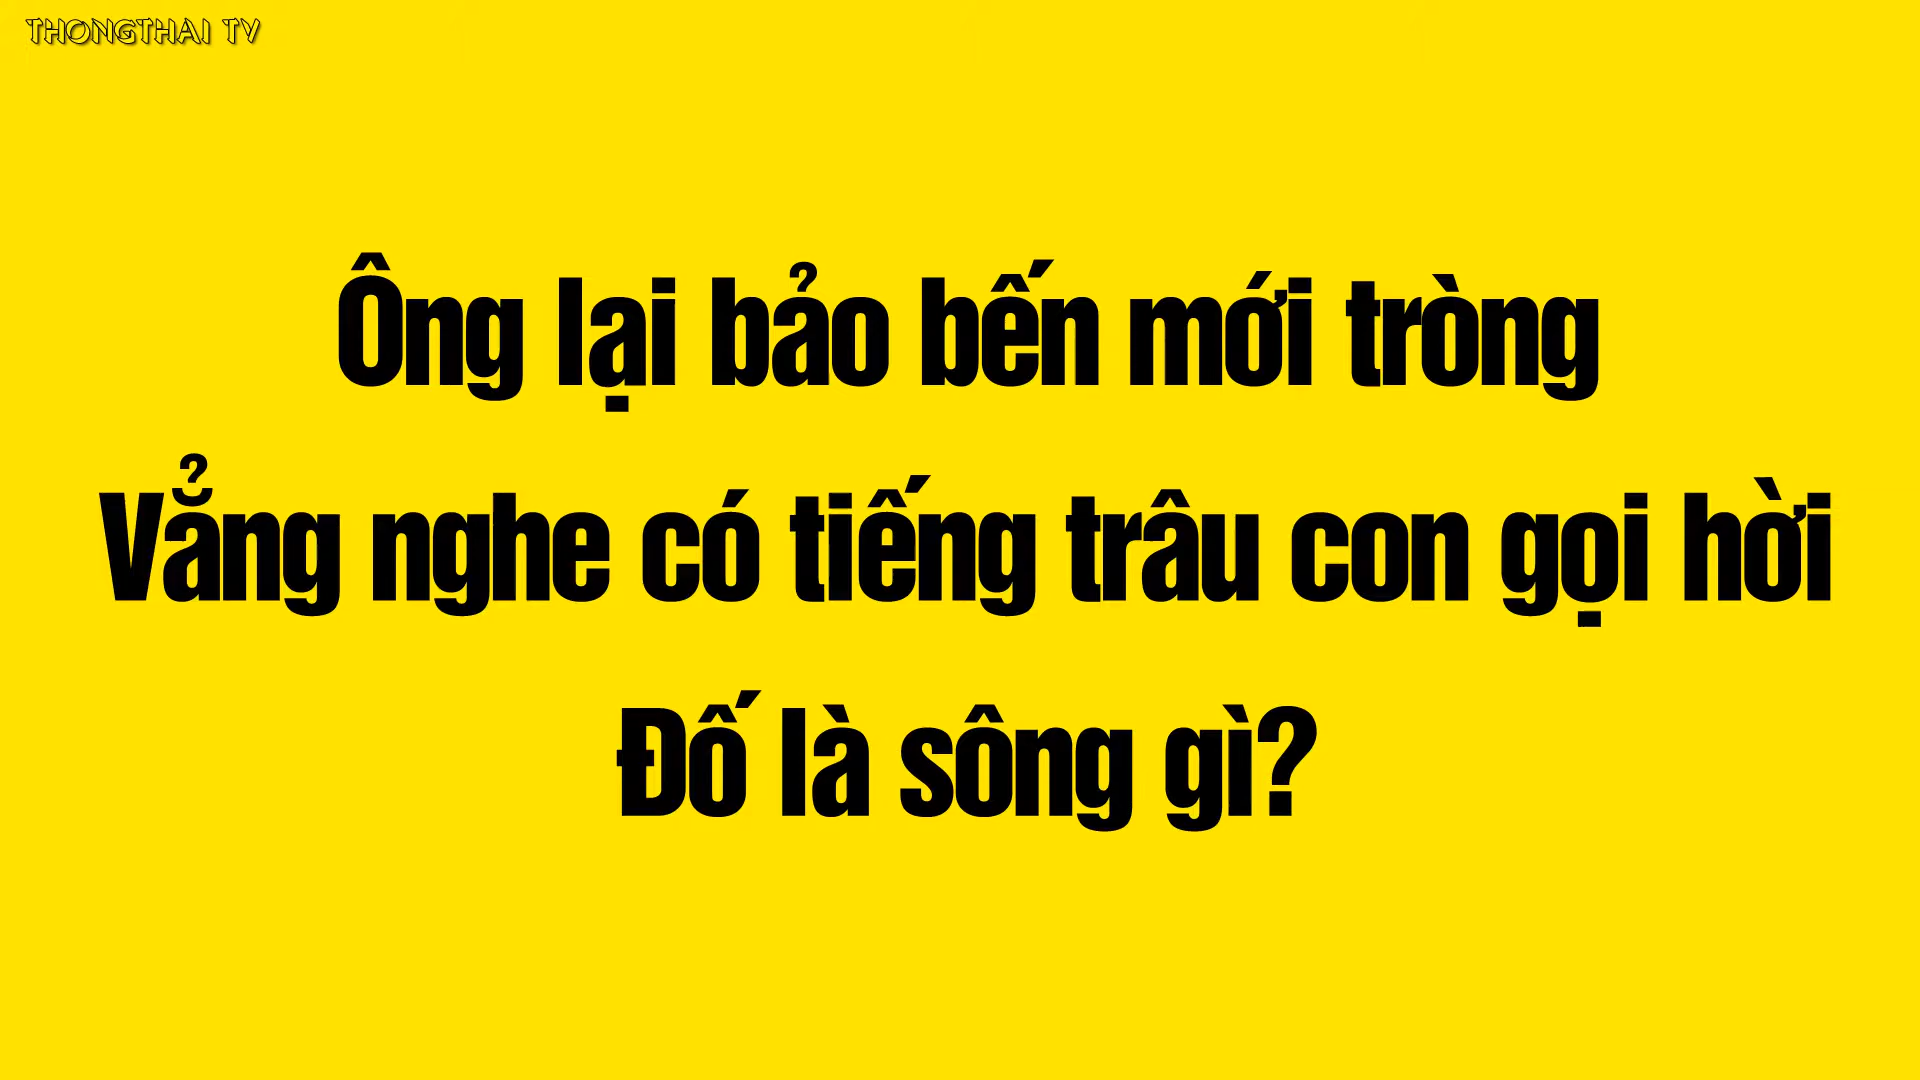 THONGTHAI TV
Ông lại bảo bến mới tròng
Vẳng nghe có tiếng trâu con gọi hời
Đố là sông gì?